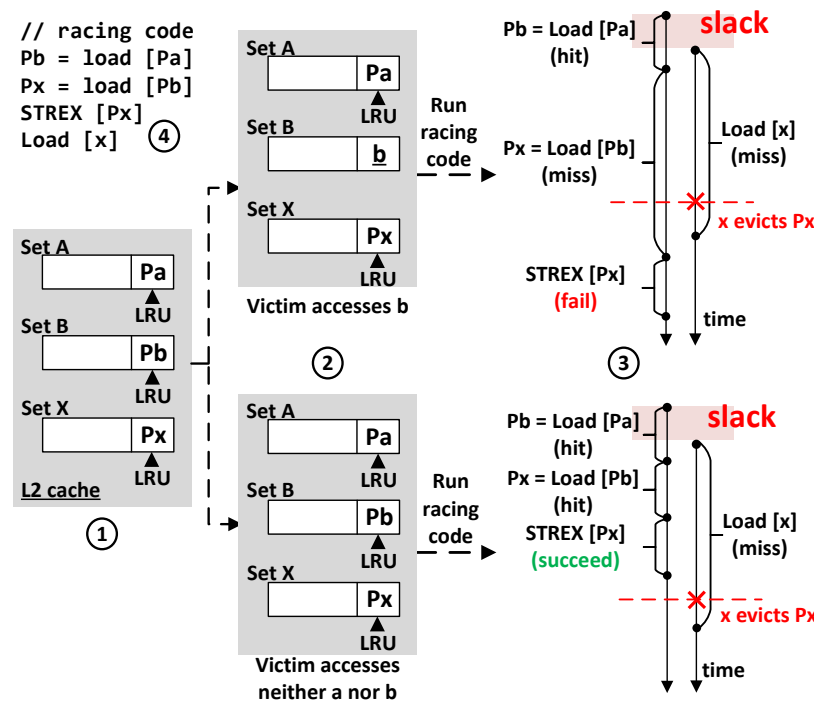 // racing code
Pb = load [Pa]
Px = load [Pb]
STREX [Px]
Load [x]
4
Set A
Pa
LRU
Set B
Pb
LRU
Set X
Px
LRU
L2 cache
1
Set A
Pa
LRU
Set B
b
Set X
Px
LRU
Victim accesses b
2
Set A
Pa
LRU
Set B
Pb
LRU
Set X
Px
LRU
Victim accesses
neither a nor b
Run
racing
code
Run
racing
code
slack
Pb = Load [Pa]
(hit)
Px = Load [Pb]
(miss)
Load [x]
(miss)
x evicts Px
STREX [Px]
(fail)
time
3
slack
Pb = Load [Pa]
(hit)
Px = Load [Pb]
(hit)
STREX [Px]
(succeed)
Load [x]
(miss)
x evicts Px
time